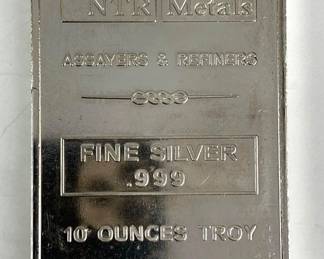 NTR Metals
ASSAYERS & REFINERS
FINE SILVER
.999
10 OUNCES TROY